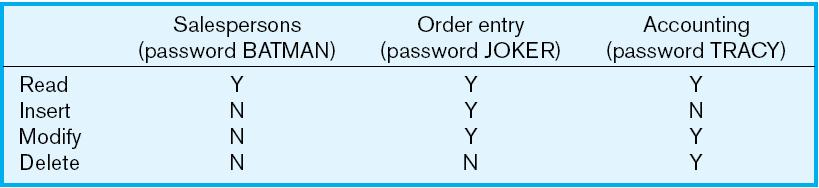 Salespersons Order entry Accounting
(password BATMAN) (password JOKER) (password TRACY)
Read Y Y Y
Insert N Y N
Modify N Y Y
Delete N N Y